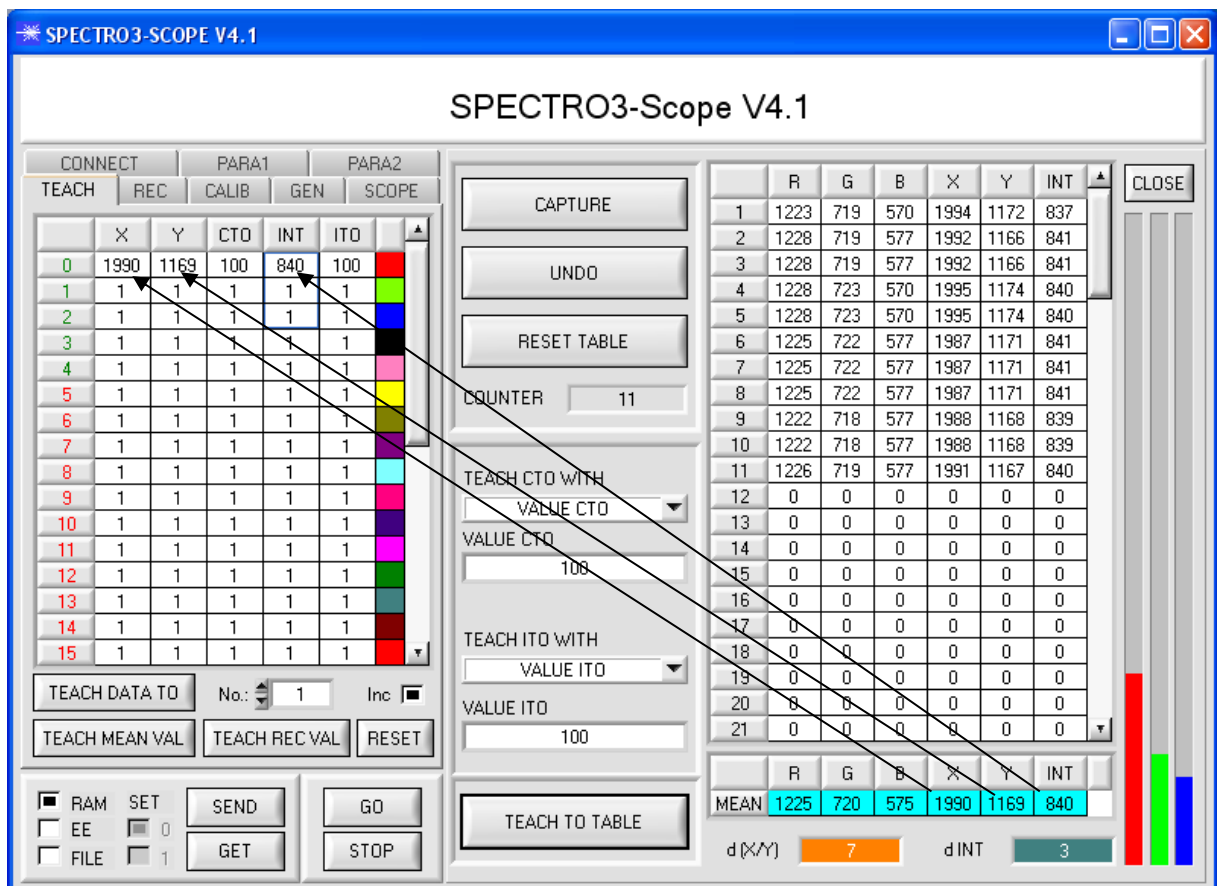 SPECTRO3-SCOPE V4.1
SPECTRO3-Scope V4.1
CONNECT PARA1 PARA2
TEACH REC CALIB GEN SCOPE
X Y CTO INT ITO
0 1990 1169 100 840 100
1 1 1 1 1 1
2 1 1 1 1 1
3 1 1 1 1 1
4 1 1 1 1 1
5 1 1 1 1 1
6 1 1 1 1 1
7 1 1 1 1 1
8 1 1 1 1 1
9 1 1 1 1 1
10 1 1 1 1 1
11 1 1 1 1 1
12 1 1 1 1 1
13 1 1 1 1 1
14 1 1 1 1 1
15 1 1 1 1 1
TEACH DATA TO No.: 1 Inc
TEACH MEAN VAL TEACH REC VAL RESET
RAM SET SEND GO
EE 0
FILE 1 GET STOP
CAPTURE
UNDO
RESET TABLE
COUNTER 11
TEACH CTO WITH
VALUE CTO
VALUE CTO
100
TEACH ITO WITH
VALUE ITO
VALUE ITO
100
TEACH TO TABLE
R G B X Y INT
1 1223 719 570 1994 1172 837
2 1228 719 577 1992 1166 841
3 1228 719 577 1992 1166 841
4 1228 723 570 1995 1174 840
5 1228 723 570 1995 1174 840
6 1225 722 577 1987 1171 841
7 1225 722 577 1987 1171 841
8 1225 722 577 1987 1171 841
9 1222 718 576 1988 1168 839
10 1222 718 576 1988 1168 839
11 1226 719 577 1991 1167 840
12 0 0 0 0 0 0
13 0 0 0 0 0 0
14 0 0 0 0 0 0
15 0 0 0 0 0 0
16 0 0 0 0 0 0
17 0 0 0 0 0 0
18 0 0 0 0 0 0
19 0 0 0 0 0 0
20 0 0 0 0 0 0
21 0 0 0 0 0 0
R G B X Y INT
MEAN 1225 720 575 1990 1169 840
d (X/Y) 7 d INT 3
CLOSE